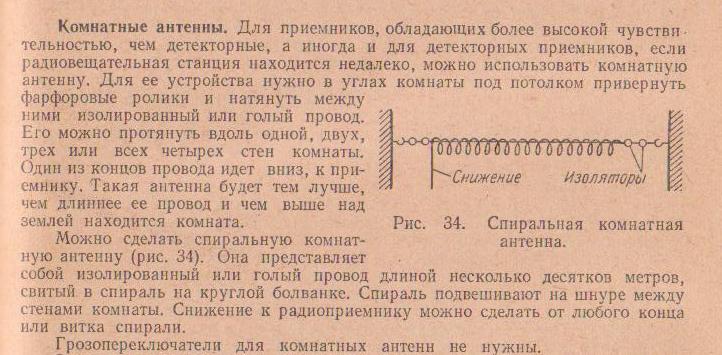 Комнатные антенны. Для приемников, обладающих более высокой чувстви-
тельностью, чем детекторные, а иногда и для детекторных приемников, если
радиовещательная станция находится недалеко, можно использовать комнатную
антенну. Для ее устройства нужно в углах комнаты под потолком привернуть
фарфоровые ролики и натянуть между
ними изолированный или голый провод.
Его можно протянуть вдоль одной, двух,
трех или всех четырех стен комнаты.
Один из концов провода идет вниз, к при-
емнику. Такая антенна будет тем лучше,
чем длиннее ее провод и чем выше над
землей находится комната.
Можно сделать спиральную комнат-
ную антенну (рис. 34). Она представляет
Снижение
Изоляторы
Рис. 34. Спиральная комнатная
антенна.
собой изолированный или голый провод длиной несколько десятков метров,
свитый в спираль на круглой болванке. Спираль подвешивают на шнуре между
стенами комнаты. Снижение к радиоприемнику можно сделать от любого конца
или витка спирали.
Грозопереключатели для комнатных антенн не нужны.